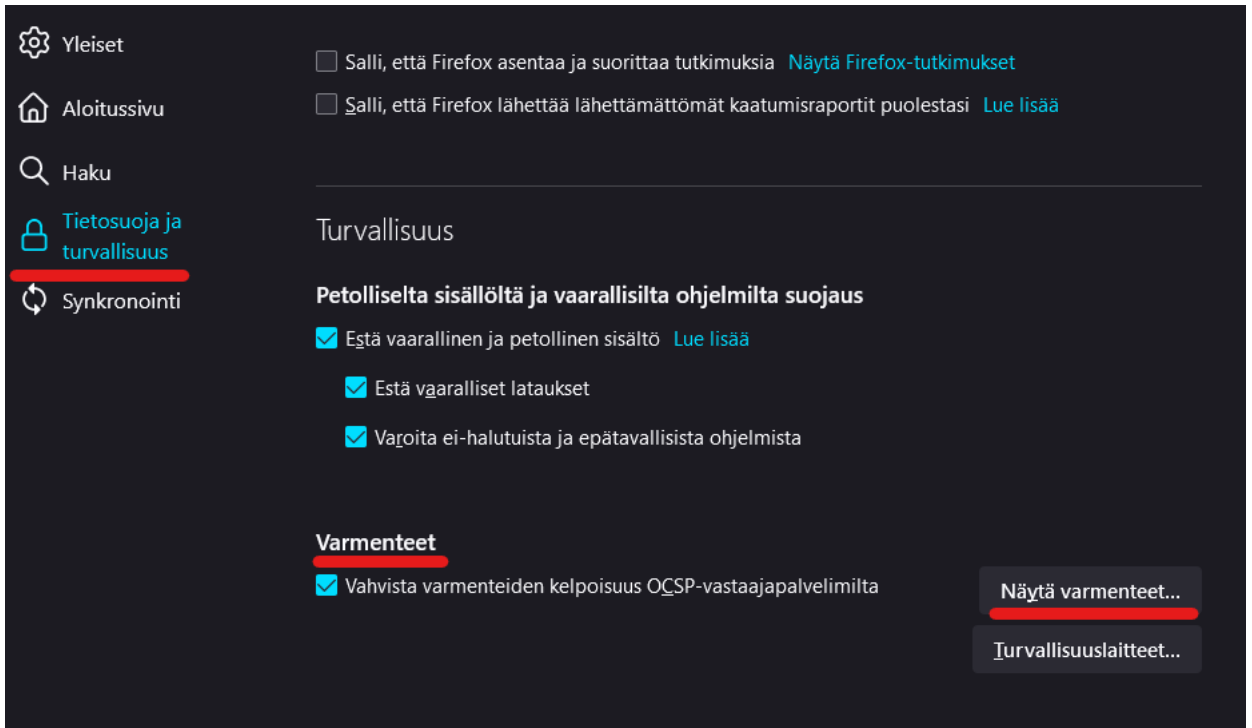 Yleiset
Aloitussivu
Haku
Tietosuoja ja
turvallisuus
Synkronointi
Salli, että Firefox asentaa ja suorittaa tutkimuksia Näytä Firefox-tutkimukset
Salli, että Firefox lähettää lähettämättömät kaatumisraportit puolestasi Lue lisää
Turvallisuus
Petolliselta sisällöltä ja vaarallisilta ohjelmilta suojaus
Estä vaarallinen ja petollinen sisältö Lue lisää
Estä vaaralliset lataukset
Varoita ei-halutuista ja epätavallisista ohjelmista
Varmenteet
Vahvista varmenteiden kelpoisuus OCSP-vastaajapalvelimilta
Näytä varmenteet...
Turvallisuuslaitteet...